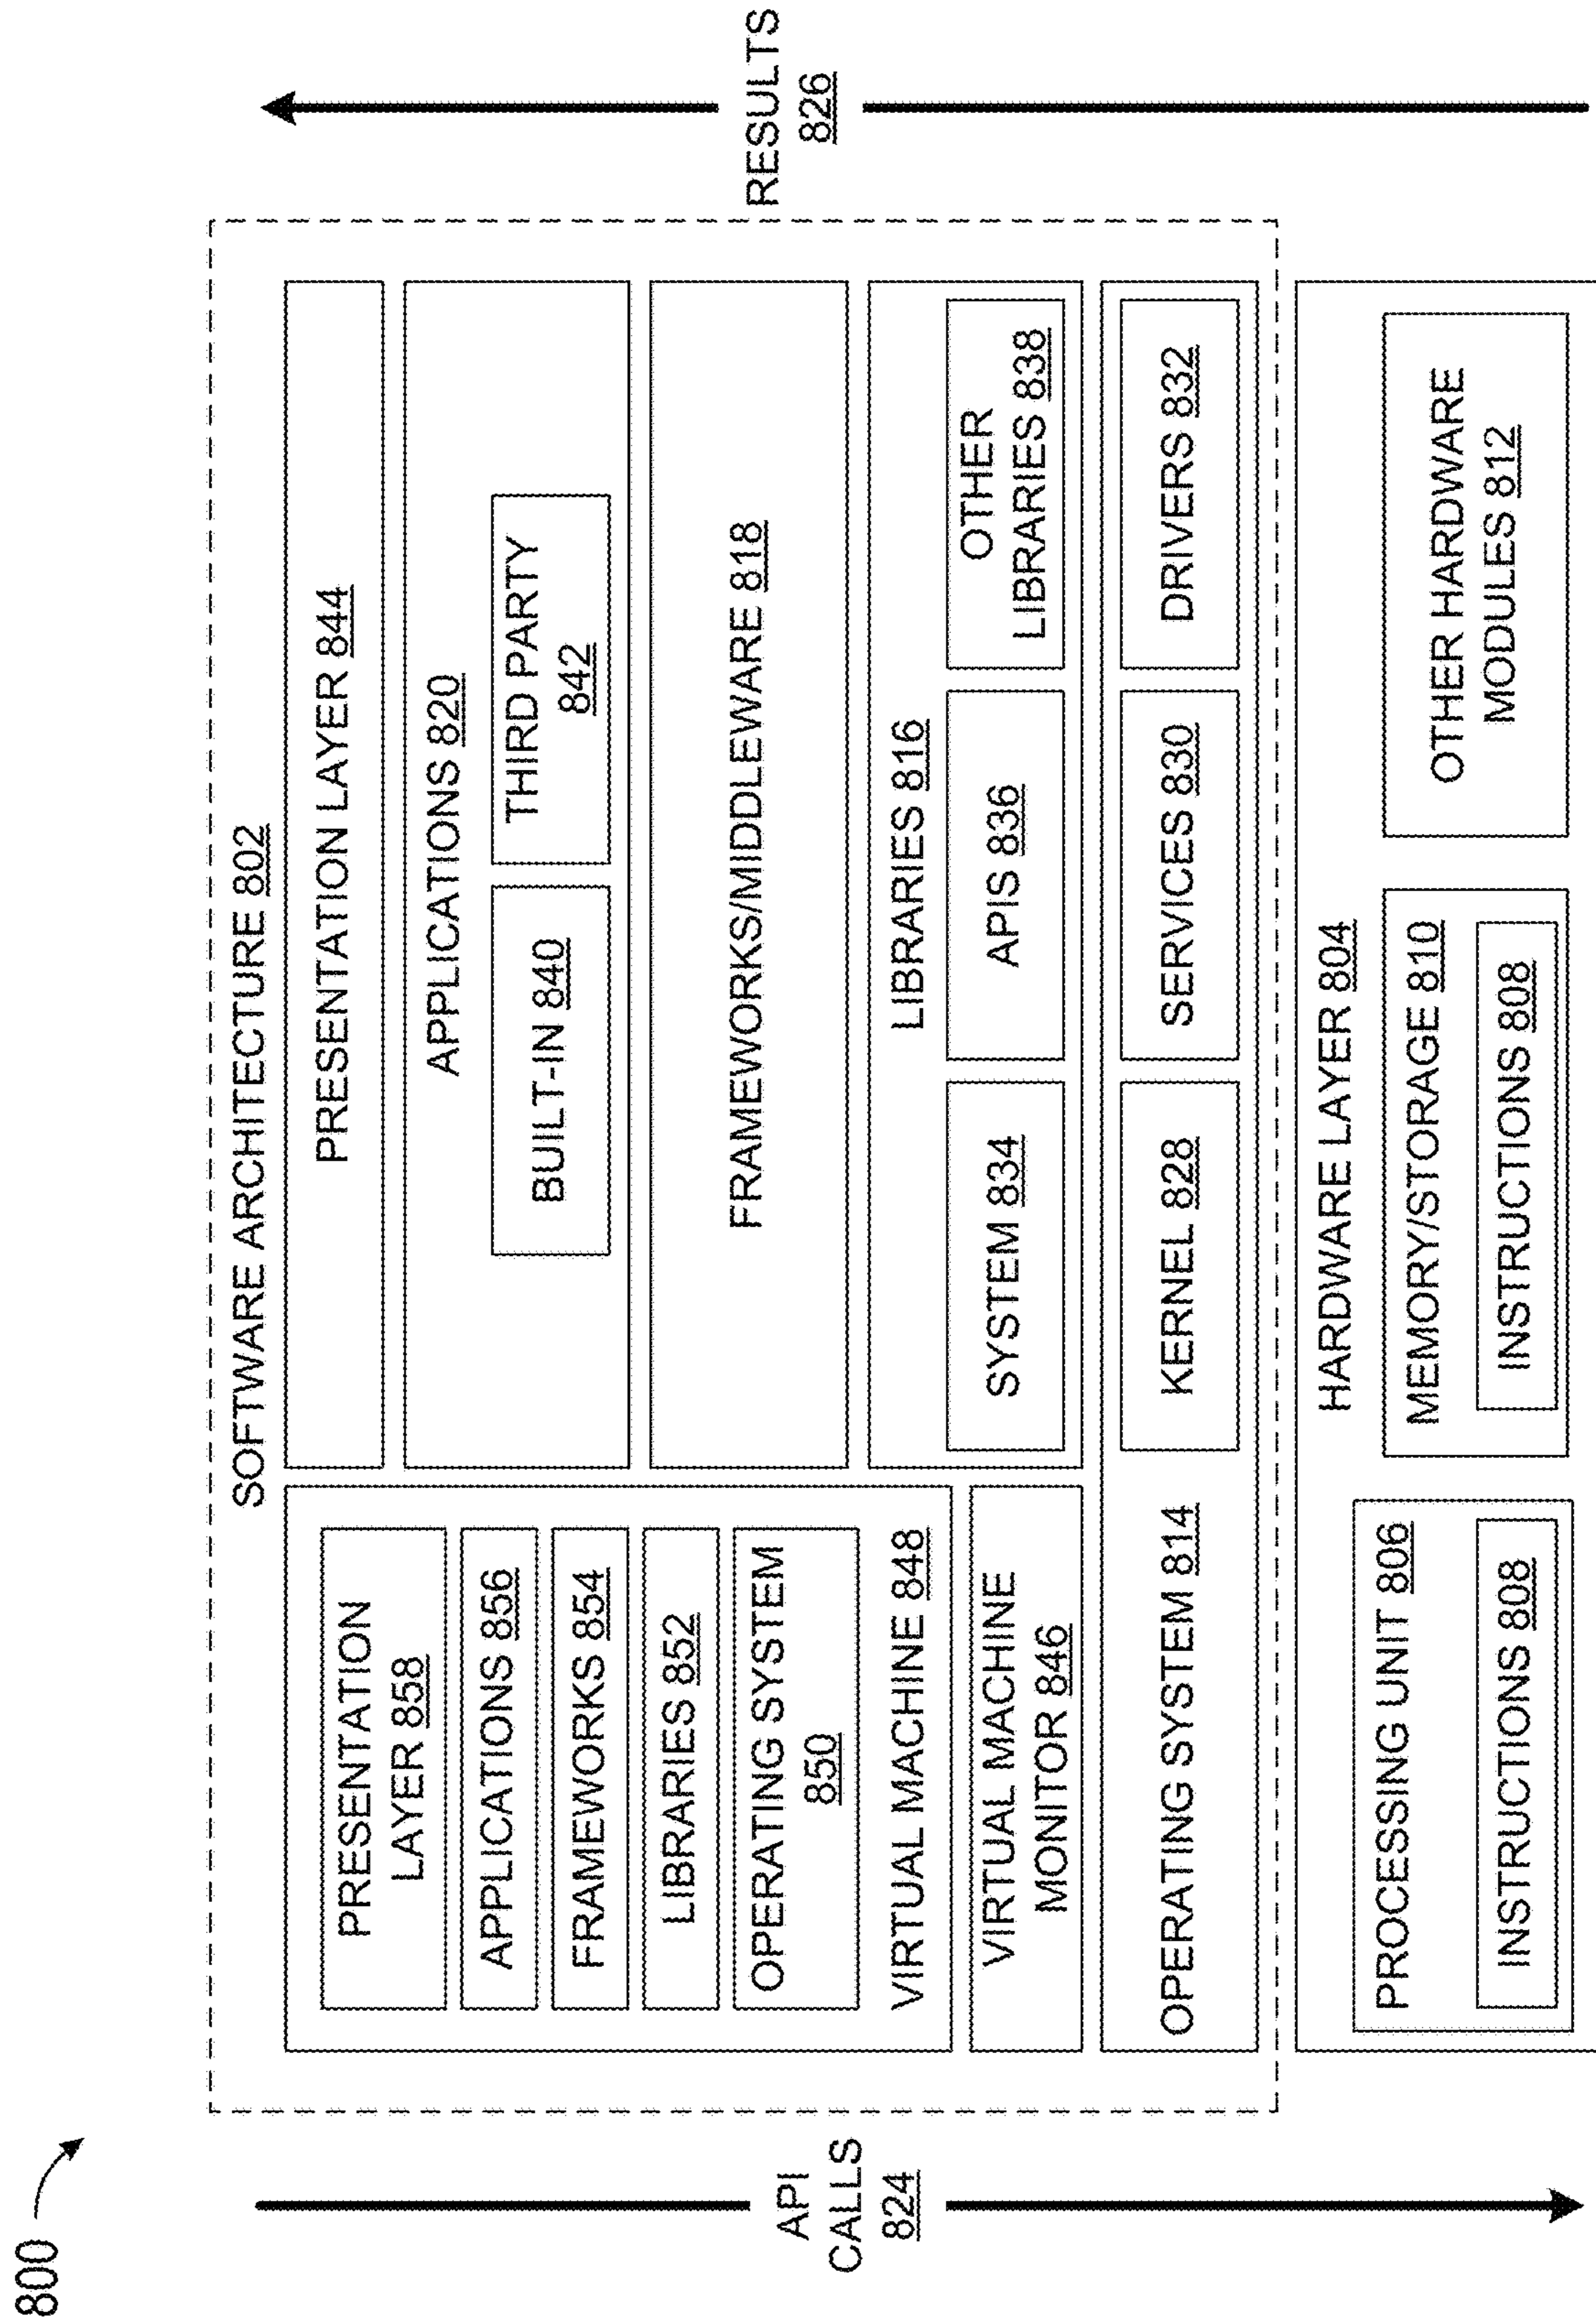 800
SOFTWARE ARCHITECTURE 802
PRESENTATION
LAYER 858
APPLICATIONS 856
FRAMEWORKS 854
LIBRARIES 852
OPERATING SYSTEM
850
VIRTUAL MACHINE 848
VIRTUAL MACHINE
MONITOR 846
PRESENTATION LAYER 844
APPLICATIONS 820
BUILT-IN 840
THIRD PARTY
842
FRAMEWORKS/MIDDLEWARE 818
LIBRARIES 816
SYSTEM 834
APIS 836
OTHER
LIBRARIES 838
OPERATING SYSTEM 814
KERNEL 828
SERVICES 830
DRIVERS 832
HARDWARE LAYER 804
PROCESSING UNIT 806
INSTRUCTIONS 808
MEMORY/STORAGE 810
INSTRUCTIONS 808
OTHER HARDWARE
MODULES 812
API
CALLS
824
RESULTS
826